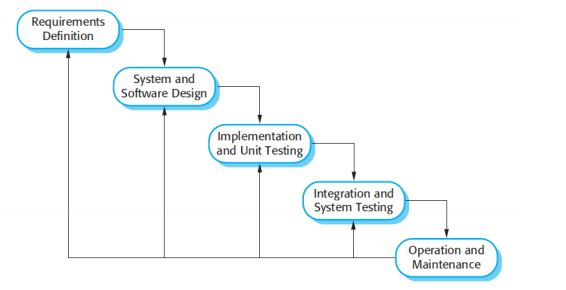 Requirements
Definition
System and
Software Design
Implementation
and Unit Testing
Integration and
System Testing
Operation and
Maintenance